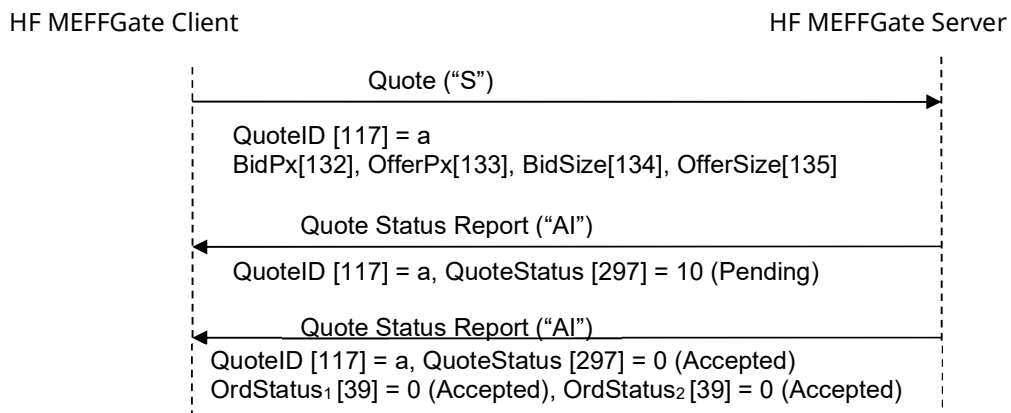 HF MEFFGate Client
HF MEFFGate Server
Quote (“S”)
QuoteID [117] = a
BidPx[132], OfferPx[133], BidSize[134], OfferSize[135]
Quote Status Report (“AI”)
QuoteID [117] = a, QuoteStatus [297] = 10 (Pending)
Quote Status Report (“AI”)
QuoteID [117] = a, QuoteStatus [297] = 0 (Accepted)
OrdStatus₁ [39] = 0 (Accepted), OrdStatus₂ [39] = 0 (Accepted)